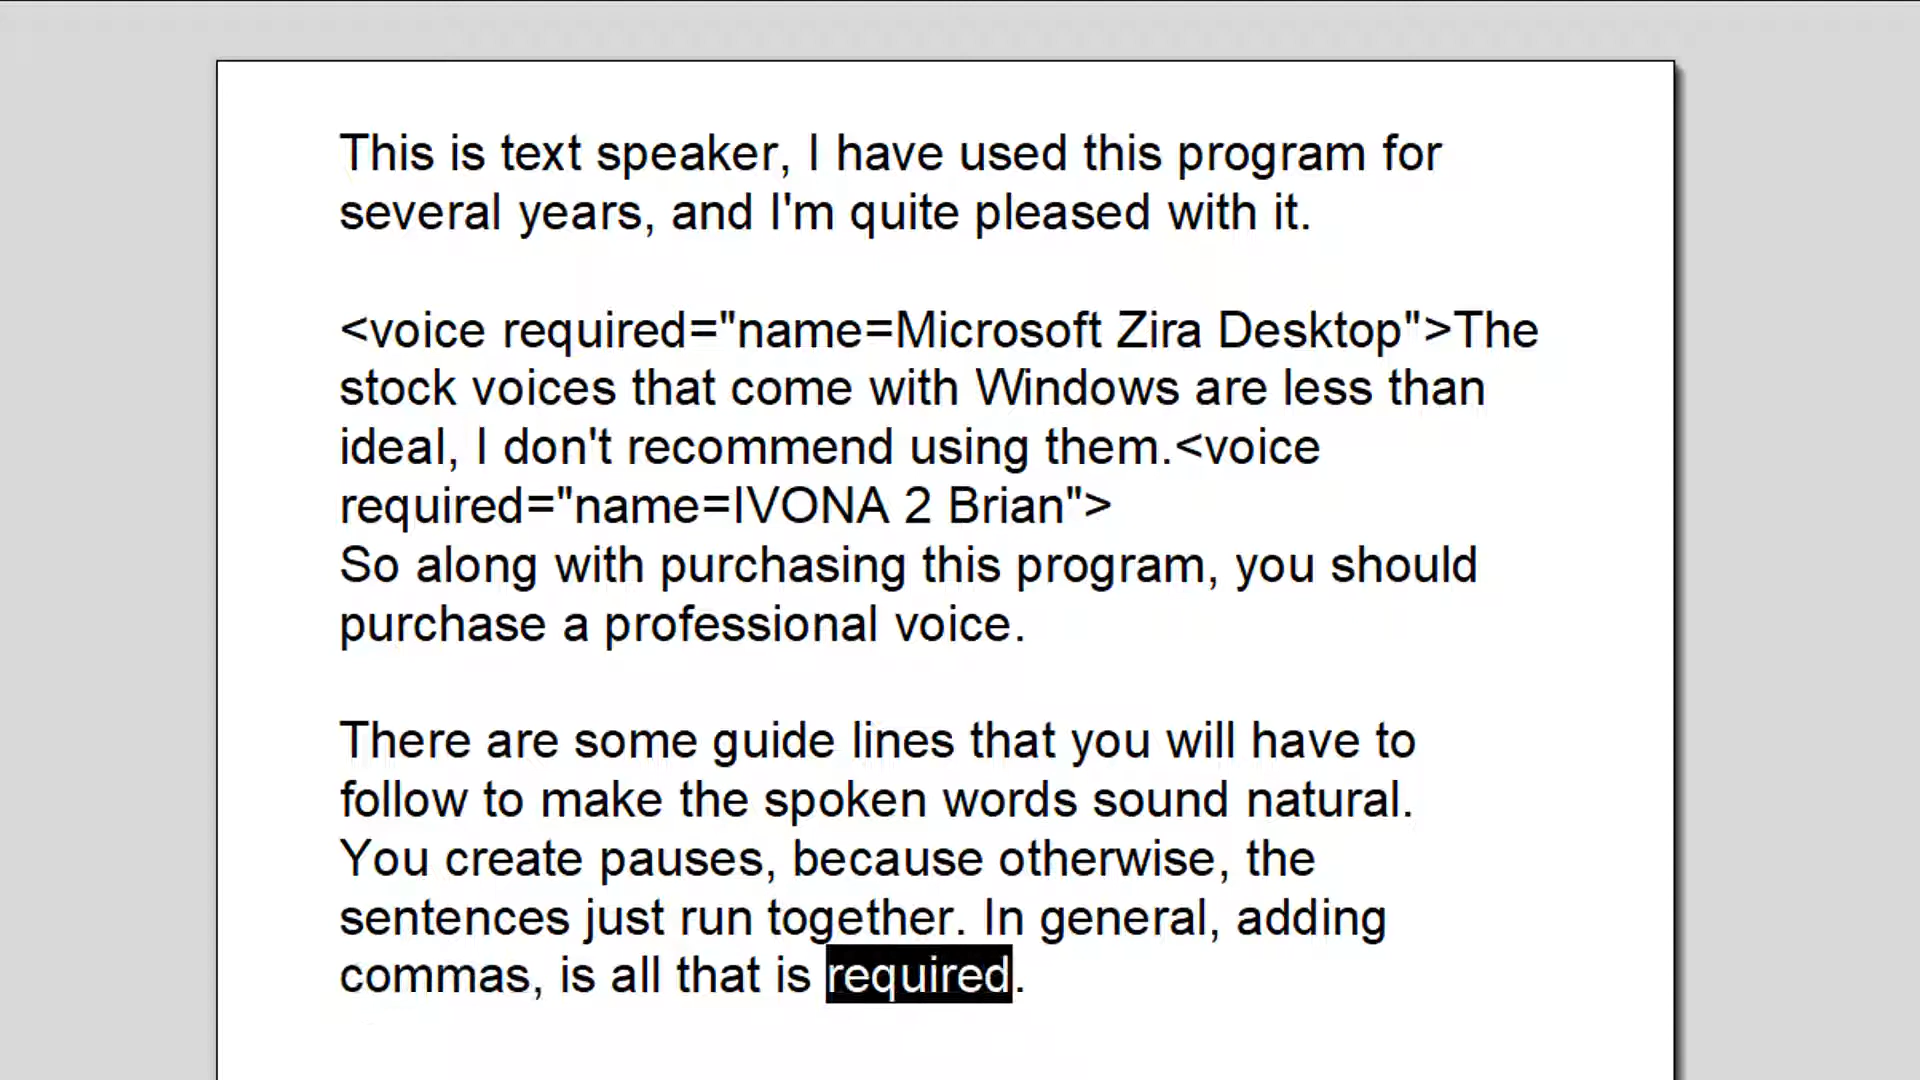 This is text speaker, I have used this program for
several years, and I'm quite pleased with it.
<voice required="name=Microsoft Zira Desktop">The
stock voices that come with Windows are less than
ideal, I don't recommend using them.<voice
required="name=IVONA 2 Brian">
So along with purchasing this program, you should
purchase a professional voice.
There are some guide lines that you will have to
follow to make the spoken words sound natural.
You create pauses, because otherwise, the
sentences just run together. In general, adding
commas, is all that is required.